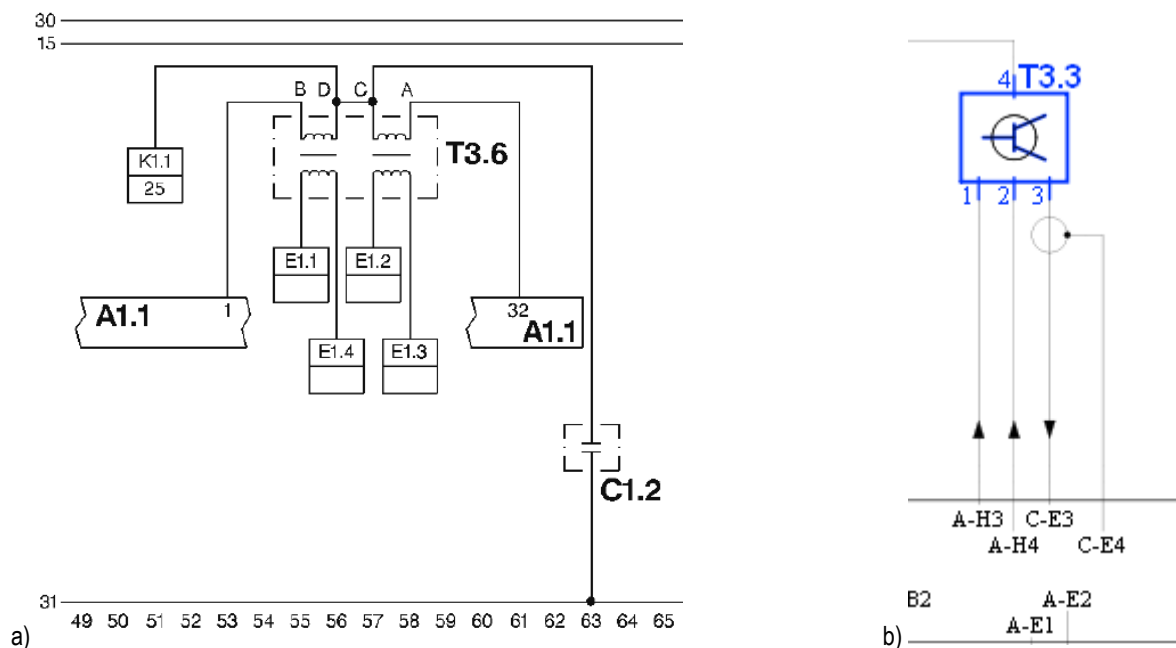 30
15
B D C A
T3.6
K1.1
25
E1.1 E1.2
A1.1 1
32
A1.1
E1.4 E1.3
C1.2
31
49 50 51 52 53 54 55 56 57 58 59 60 61 62 63 64 65
a)
4 T3.3
1 2 3
A-H3 C-E3
A-H4 C-E4
B2 A-E2
A-E1
b)